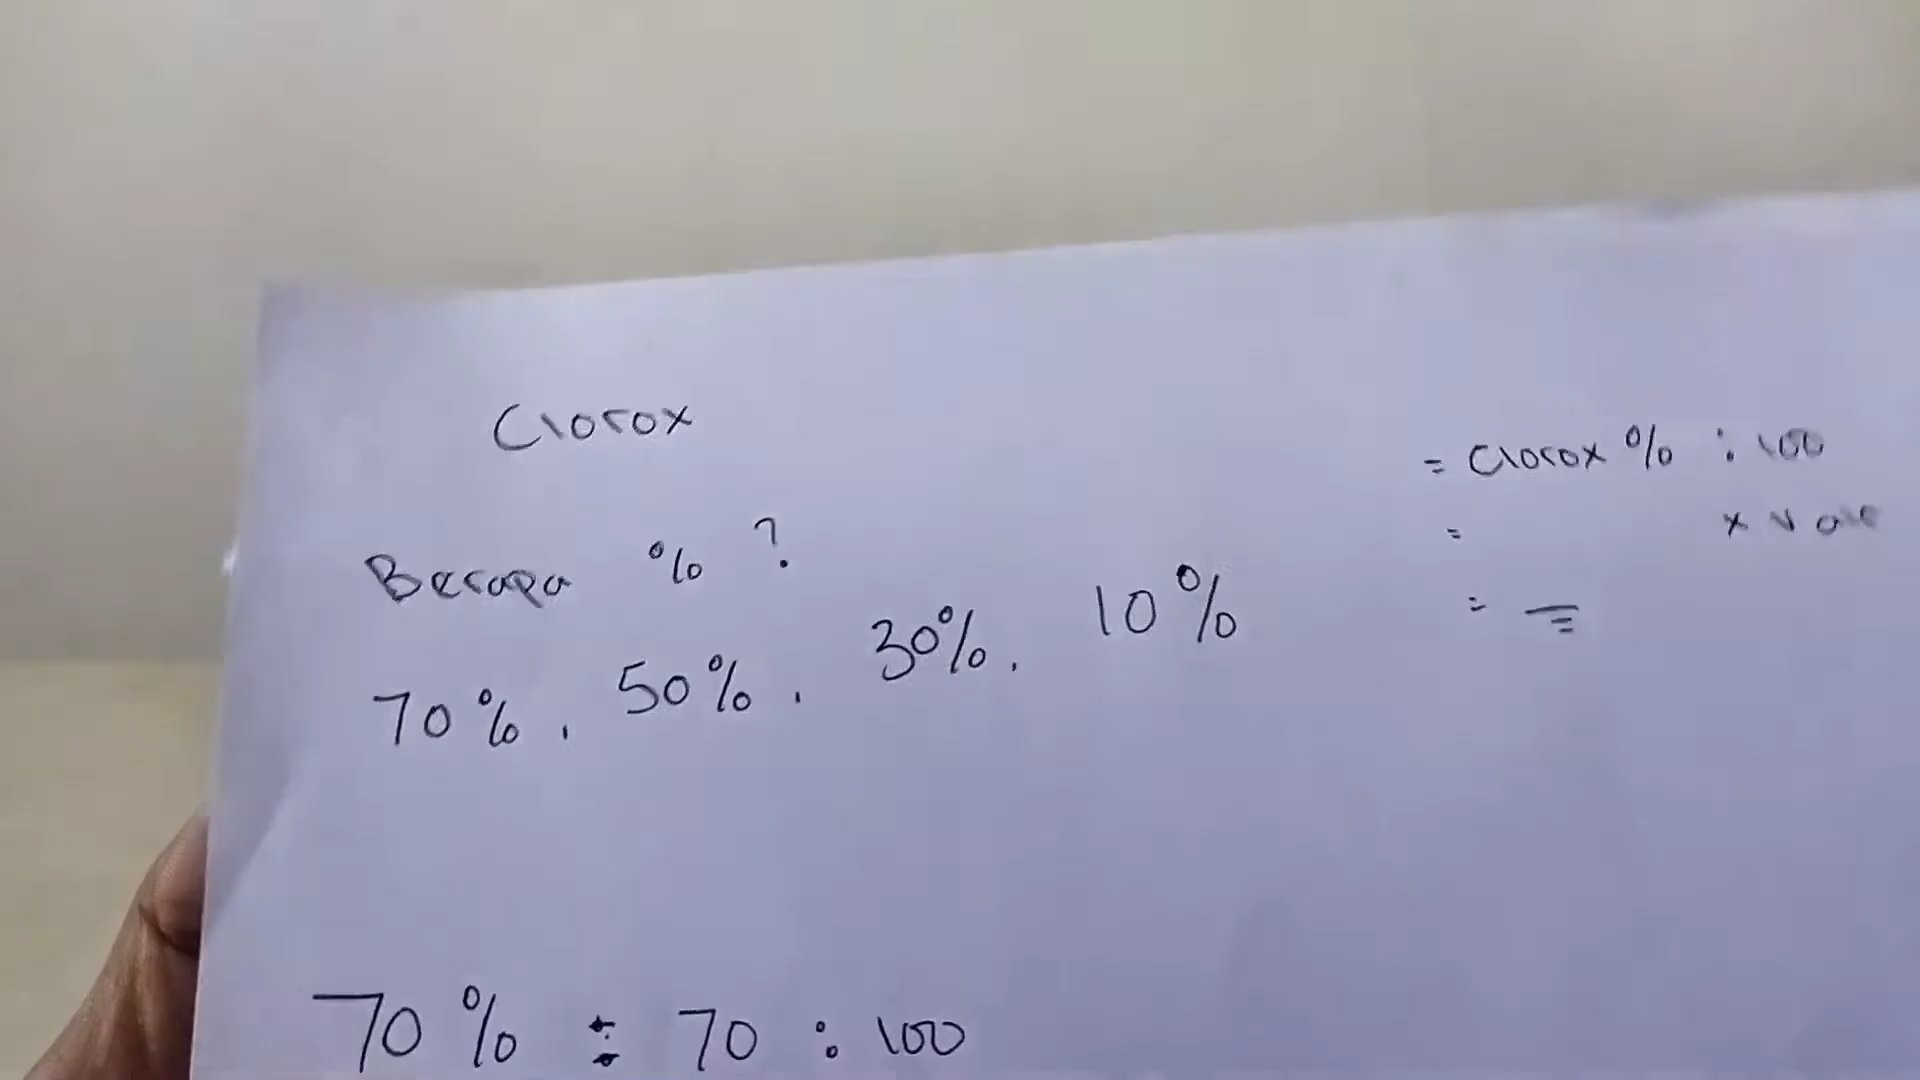 Clorox
Berapa % ?
70%, 50%, 30%, 10%
= Clorox % : 100
= x V
=
70% = 70 : 100